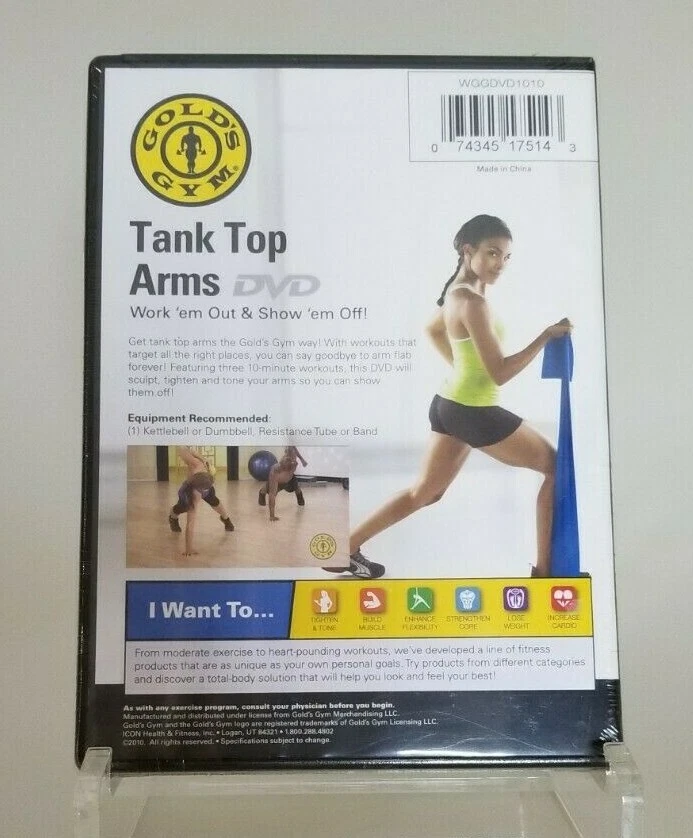 WGGDVD1010
0 74345 17514 3
Made in China
GOLD'S GYM®
Tank Top
Arms DVD
Work 'em Out & Show 'em Off!
Get tank top arms the Gold's Gym way! With workouts that
target all the right places, you can say goodbye to arm flab
forever! Featuring three 10-minute workouts, this DVD will
sculpt, tighten and tone your arms so you can show
them off!
Equipment Recommended:
(1) Kettlebell or Dumbbell, Resistance Tube or Band
GOLD'S GYM
I Want To...
TIGHTEN & TONE
BUILD MUSCLE
ENHANCE FLEXIBILITY
STRENGTHEN CORE
LOSE WEIGHT
INCREASE CARDIO
From moderate exercise to heart-pounding workouts, we've developed a line of fitness
products that are as unique as your own personal goals. Try products from different categories
and discover a total-body solution that will help you look and feel your best!
As with any exercise program, consult your physician before you begin.
Manufactured and distributed under license from Gold's Gym Merchandising LLC.
Gold's Gym and the Gold's Gym logo are registered trademarks of Gold's Gym Licensing LLC.
ICON Health & Fitness, Inc. • Logan, UT 84321 • 1.800.288.4802
©2010. All rights reserved. • Specifications subject to change.